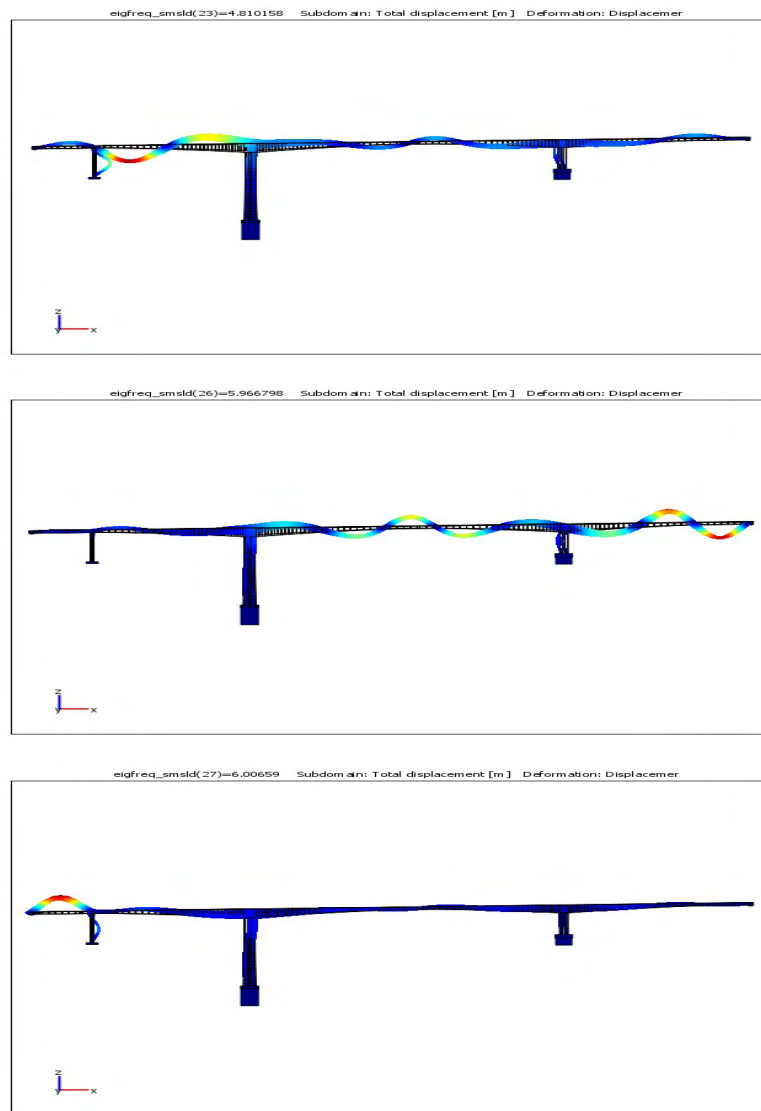 eigfreq_smsld(23)=4.810158 Subdomain: Total displacement [m] Deformation: Displacemer
z
y x
eigfreq_smsld(26)=5.966798 Subdomain: Total displacement [m] Deformation: Displacemer
z
y x
eigfreq_smsld(27)=6.00659 Subdomain: Total displacement [m] Deformation: Displacemer
z
y x